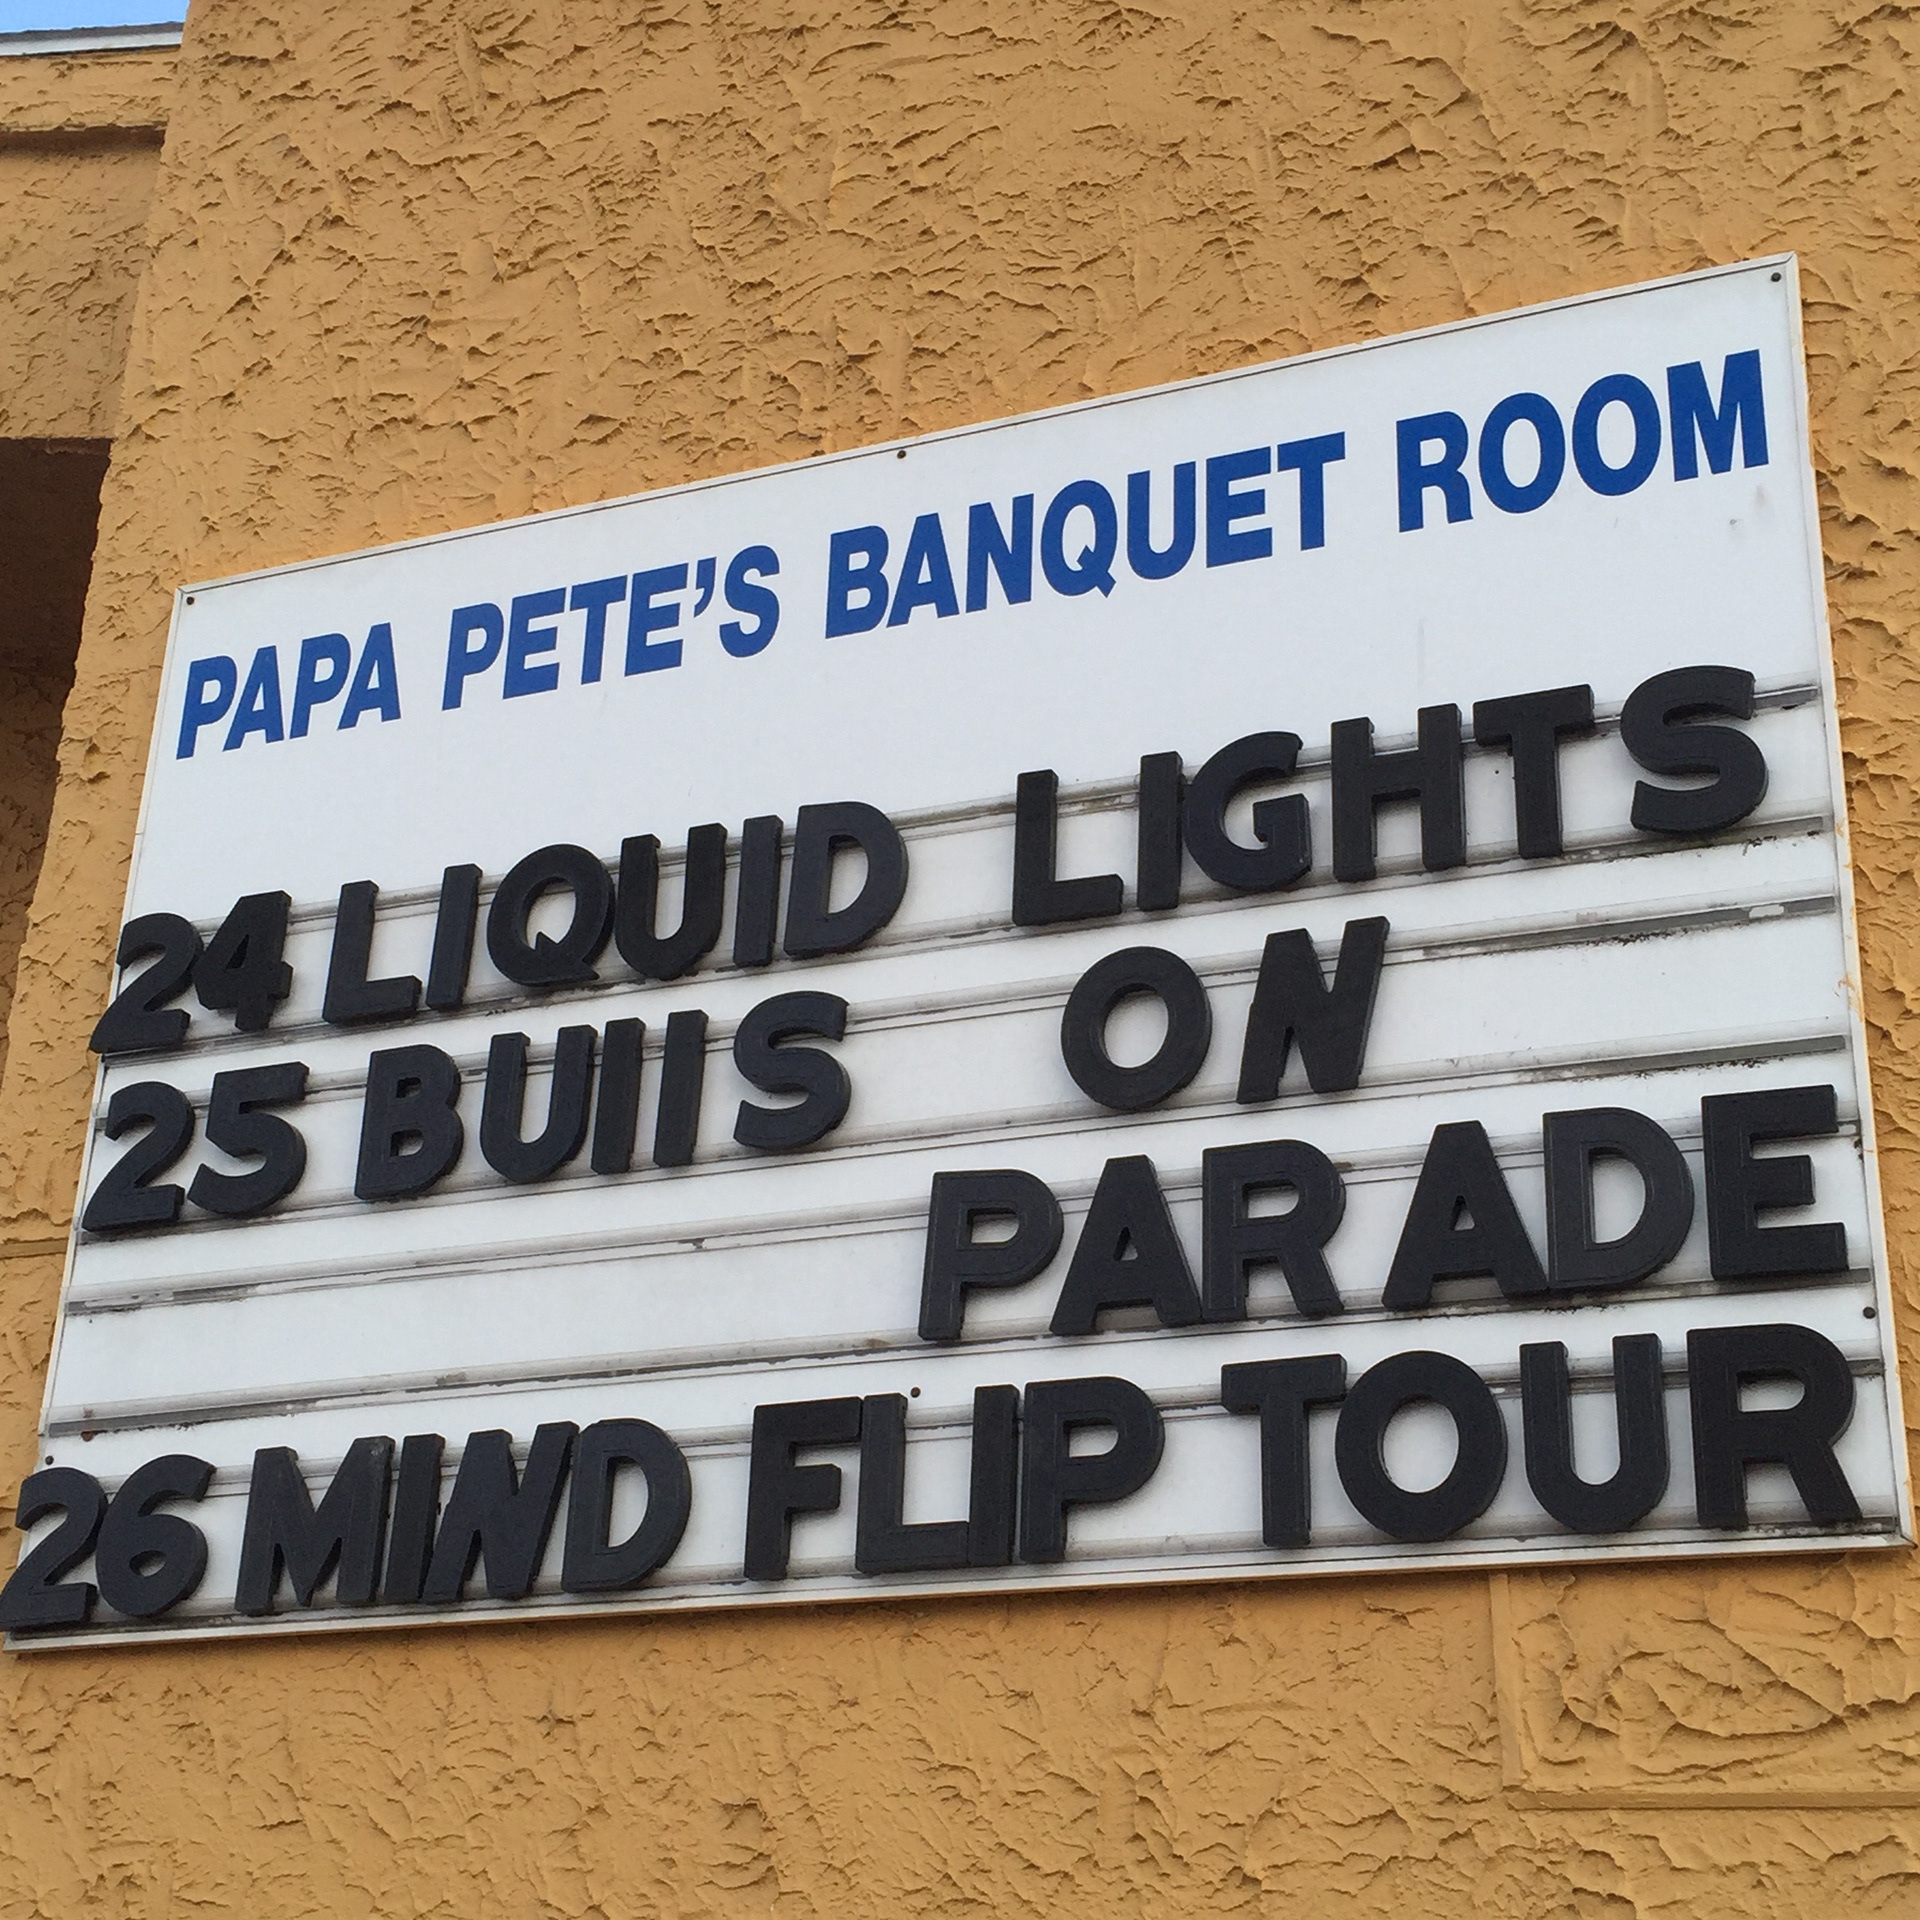 PAPA PETE'S BANQUET ROOM
24 LIQUID LIGHTS
25 BUIIS ON
PARADE
26 MIND FLIP TOUR